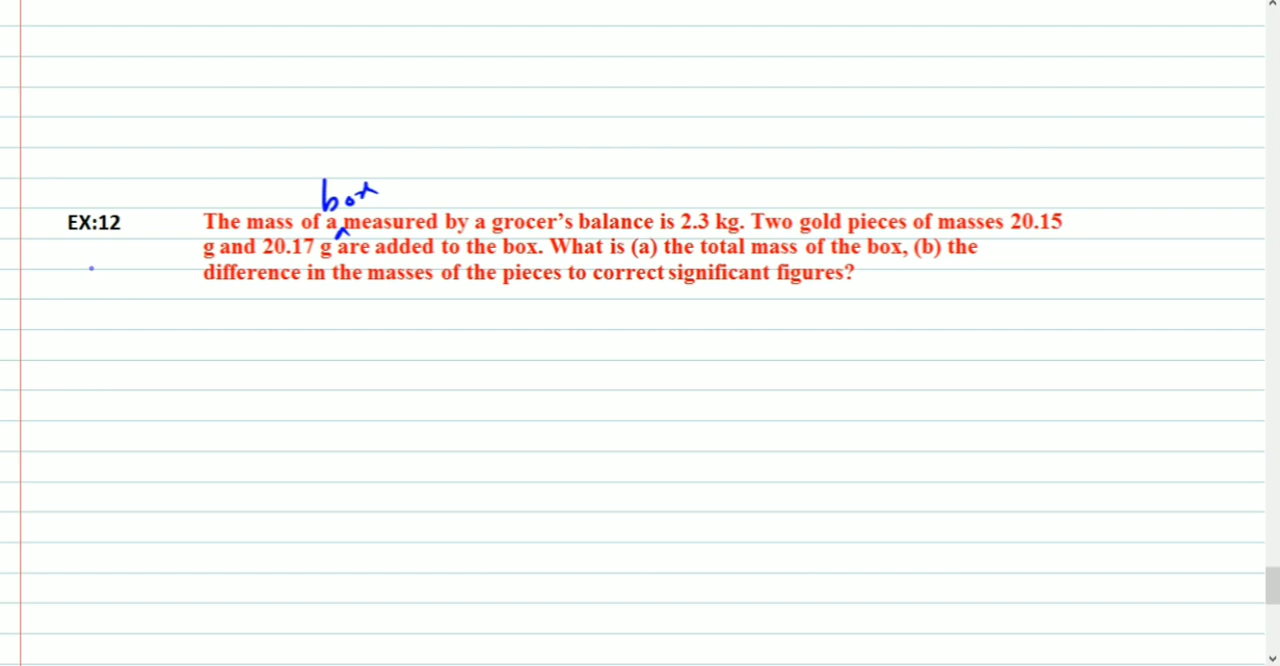 box
EX:12 The mass of a measured by a grocer’s balance is 2.3 kg. Two gold pieces of masses 20.15
g and 20.17 g are added to the box. What is (a) the total mass of the box, (b) the
difference in the masses of the pieces to correct significant figures?